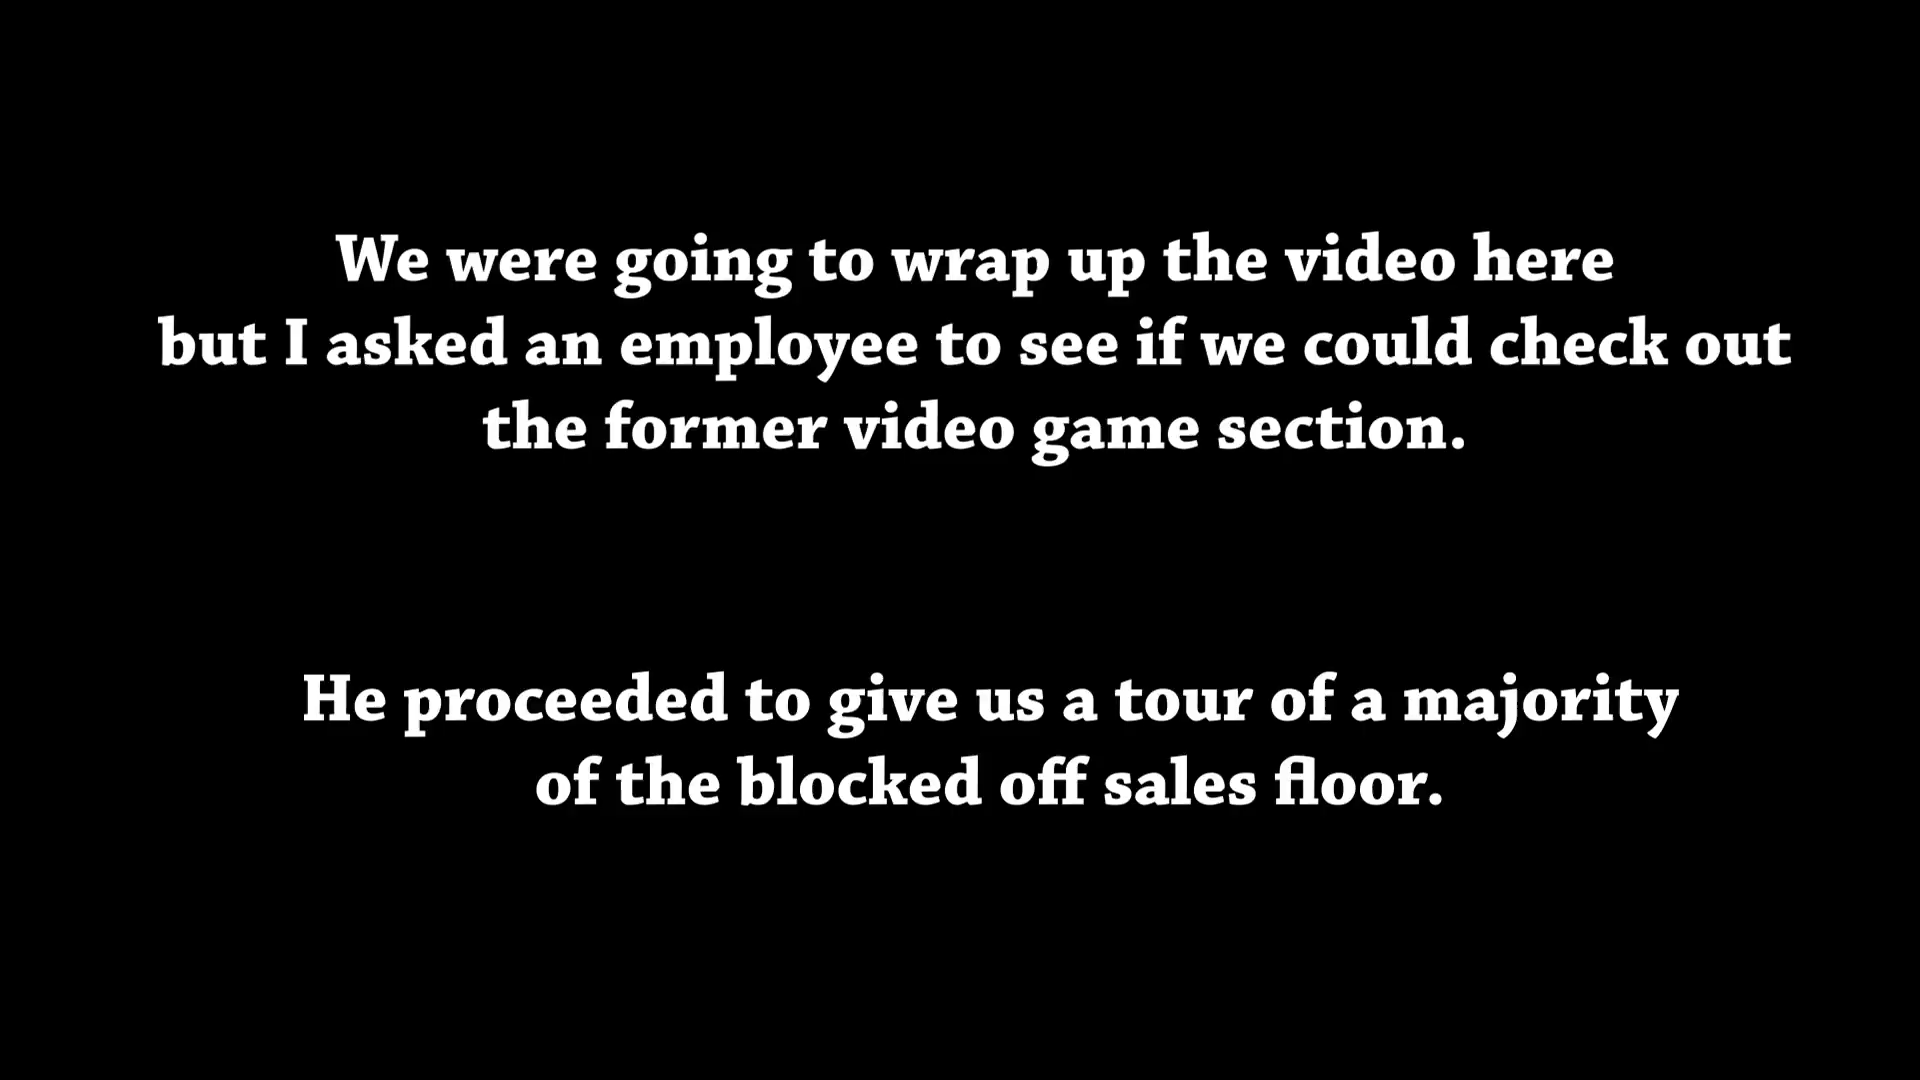 We were going to wrap up the video here
but I asked an employee to see if we could check out
the former video game section.
He proceeded to give us a tour of a majority
of the blocked off sales floor.